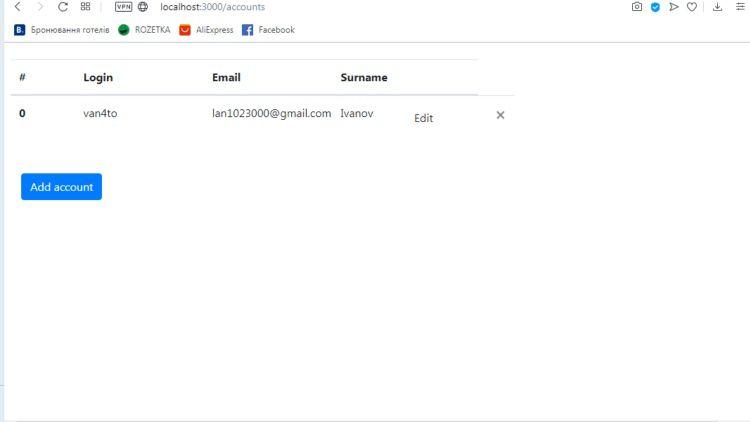 VPN localhost:3000/accounts
B. Бронювання готелів ROZETKA AliExpress Facebook
# Login Email Surname
0 van4to lan1023000@gmail.com Ivanov Edit ×
Add account